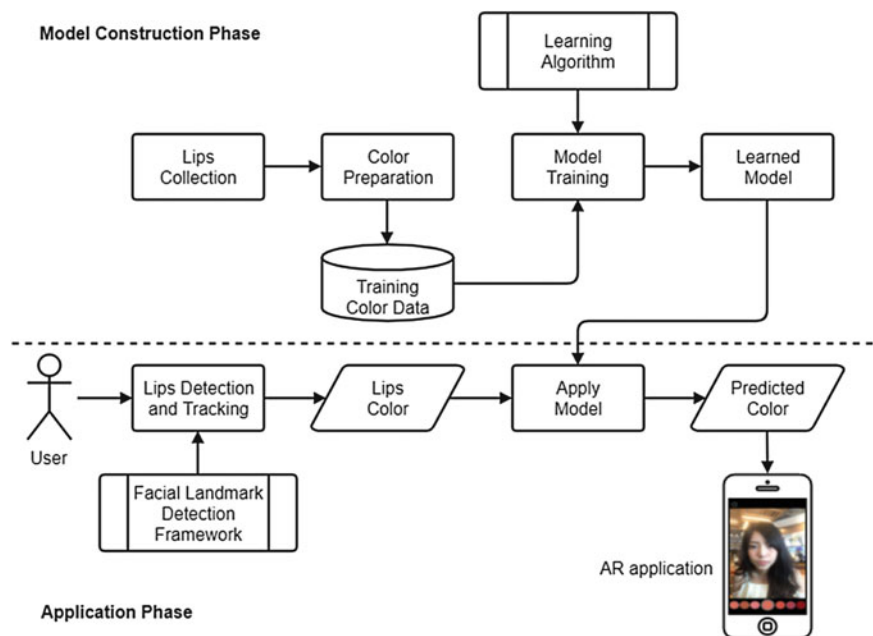 Model Construction Phase
Learning
Algorithm
Lips
Collection
Color
Preparation
Model
Training
Learned
Model
Training
Color Data
User
Lips Detection
and Tracking
Lips
Color
Apply
Model
Predicted
Color
Facial Landmark
Detection
Framework
AR application
Application Phase